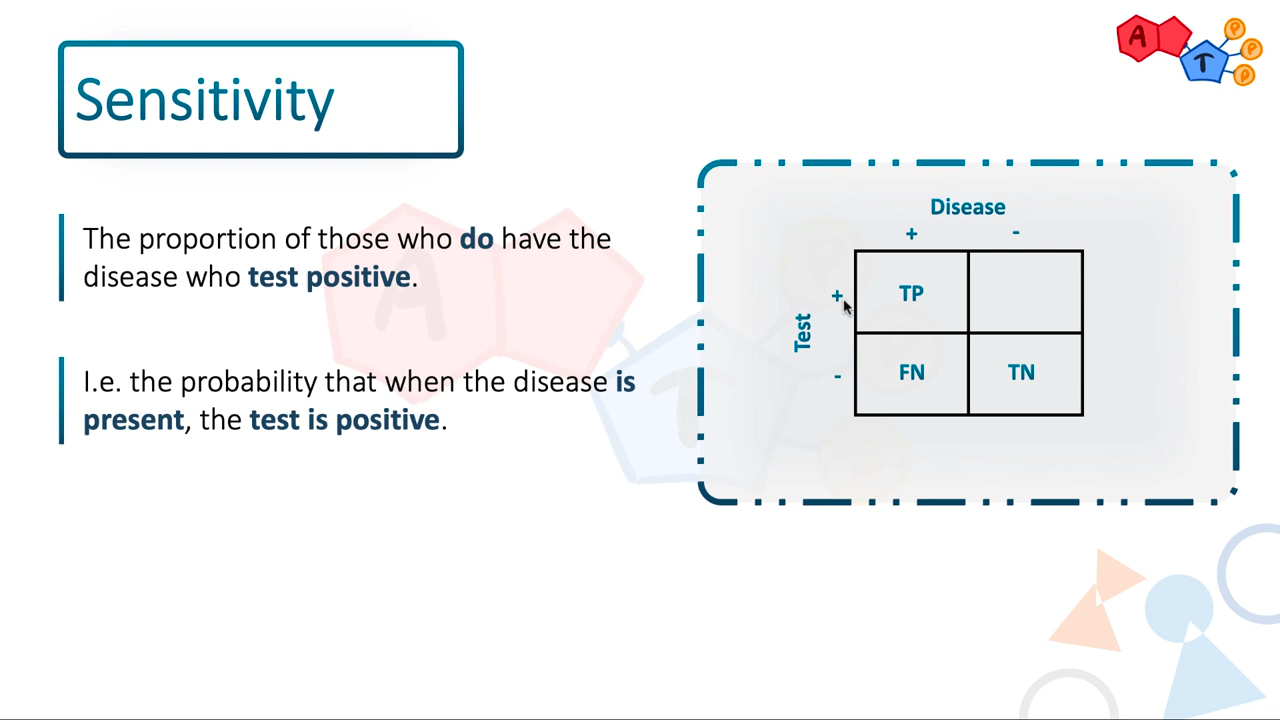 Sensitivity
A T P P P
The proportion of those who do have the
disease who test positive.
I.e. the probability that when the disease is
present, the test is positive.
Disease
+ -
Test
+ TP
- FN TN
A T P P